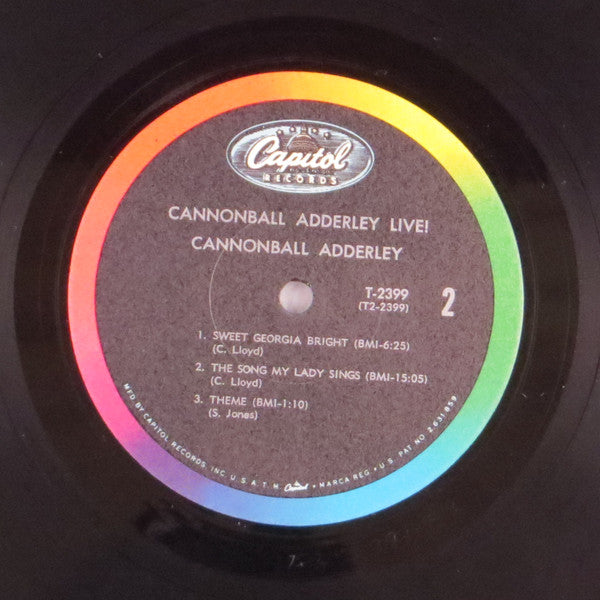 Capitol
RECORDS
CANNONBALL ADDERLEY LIVE!
CANNONBALL ADDERLEY
T-2399
(T2-2399)
2
1. SWEET GEORGIA BRIGHT (BMI-6:25)
(C. Lloyd)
2. THE SONG MY LADY SINGS (BMI-15:05)
(C. Lloyd)
3. THEME (BMI-1:10)
(S. Jones)
MFD. BY CAPITOL RECORDS, INC. U.S.A. T.M. Capitol MARCA REG. • U.S. PAT. NO. 2,631,859